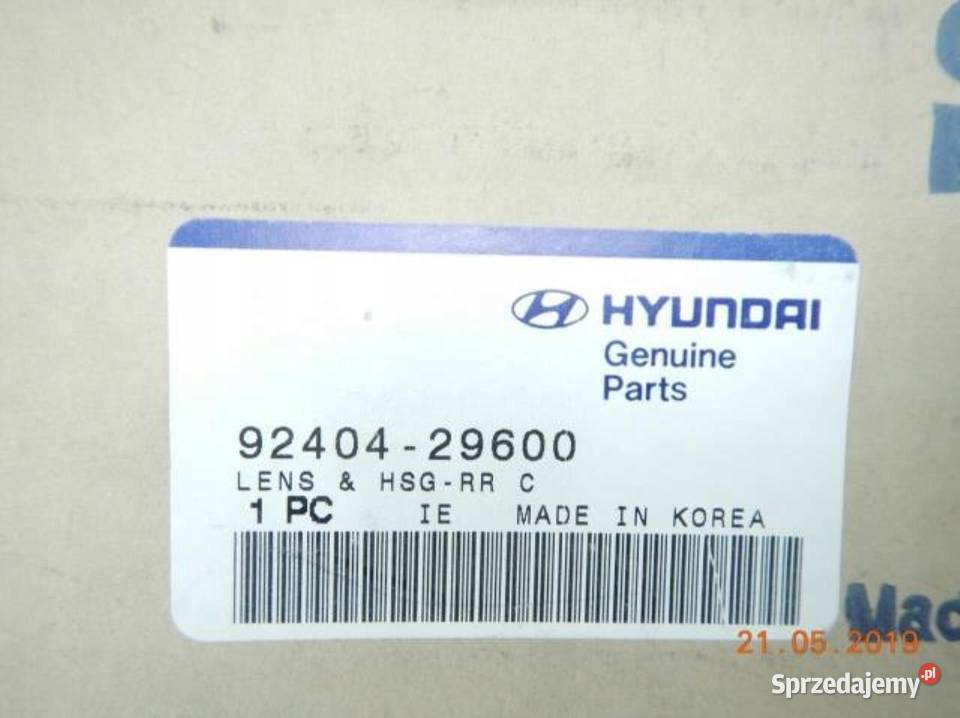 HYUNDAI
Genuine
Parts
92404-29600
LENS & HSG-RR C
1 PC IE MADE IN KOREA
Mad
21.05.2019
Sprzedajemy.pl